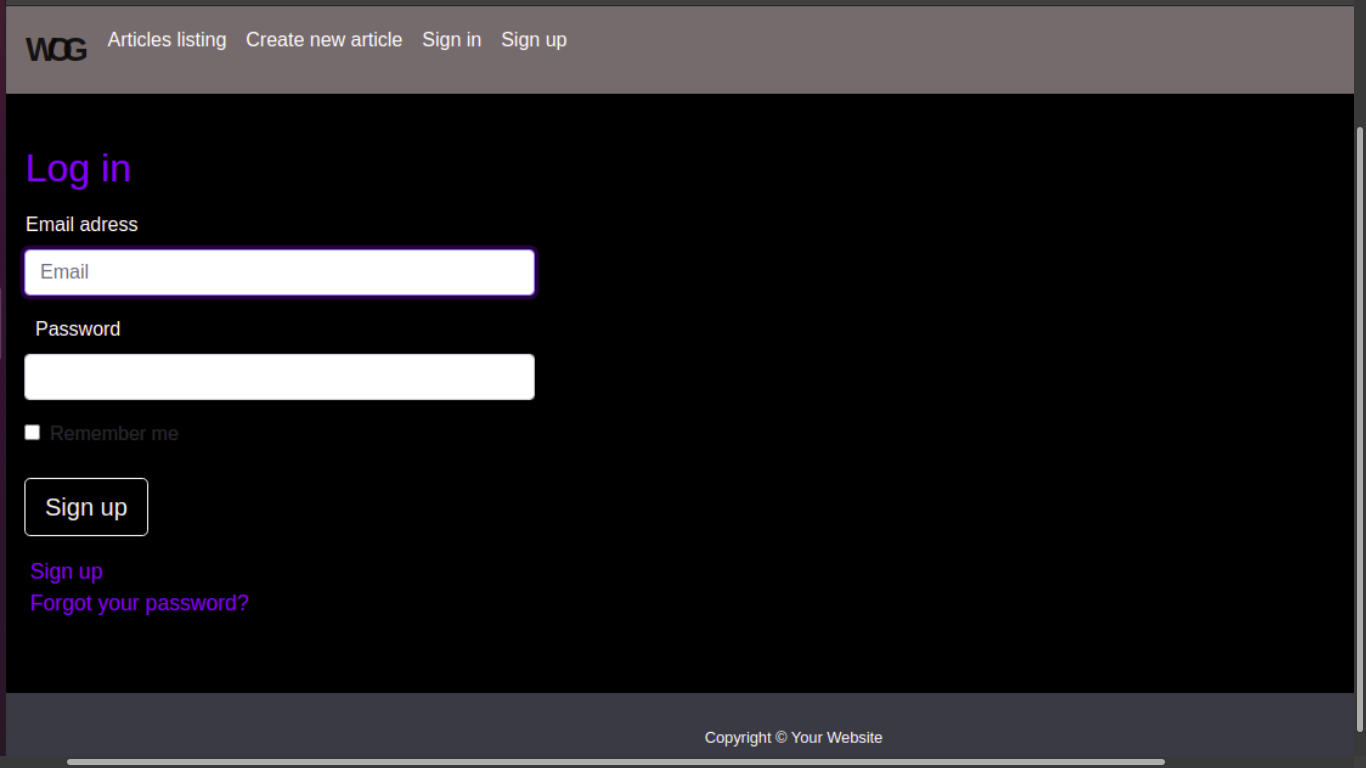 WOG Articles listing Create new article Sign in Sign up
Log in
Email adress
Email
Password
Remember me
Sign up
Sign up
Forgot your password?
Copyright © Your Website